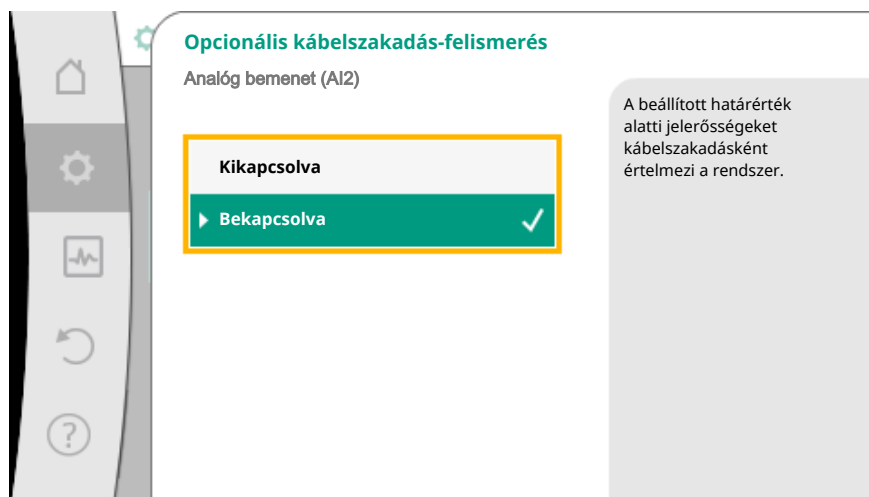 Opcionális kábelszakadás-felismerés
Analóg bemenet (AI2)
Kikapcsolva
Bekapcsolva
A beállított határérték
alatti jelerősségeket
kábelszakadásként
értelmezi a rendszer.
?